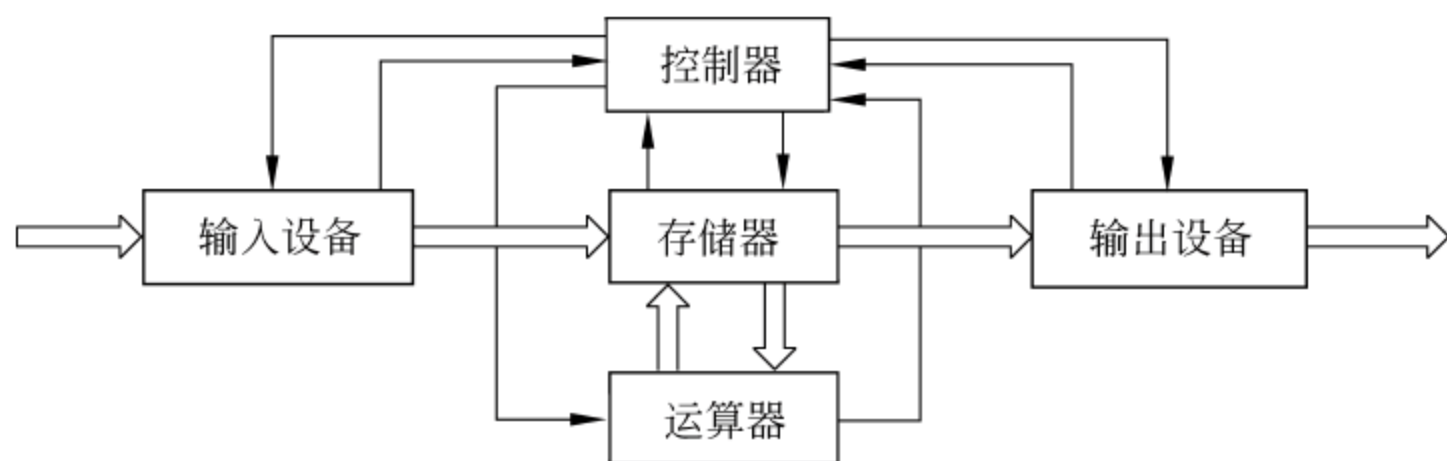 控制器
输入设备
存储器
输出设备
运算器